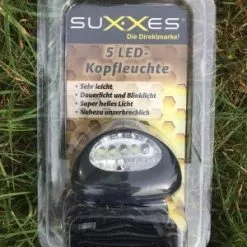 SUXXES
Die Direktmarke!
5 LED-
Kopfleuchte
- Sehr leicht
- Dauerlicht und Blinklicht
- Super helles Licht
- Nahezu unzerbrechlich